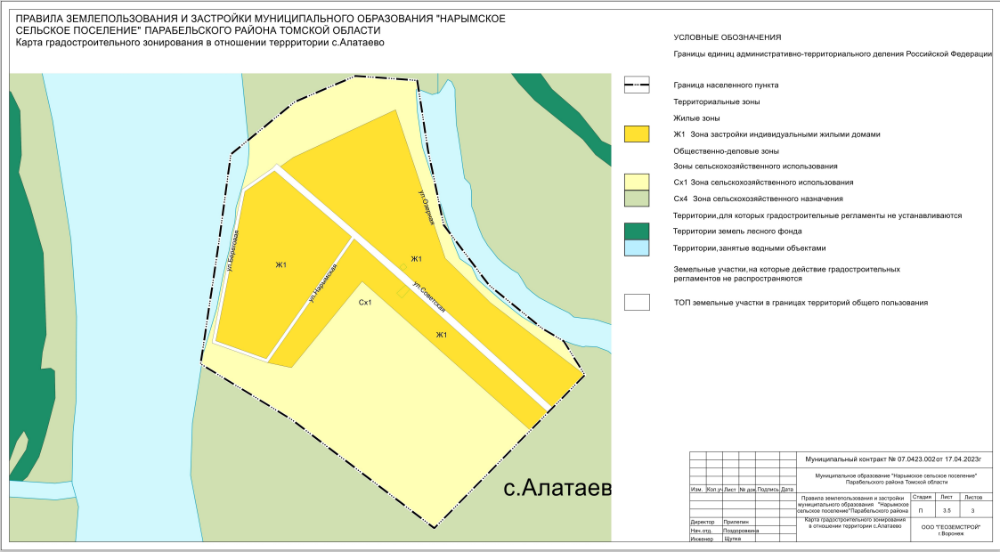 ПРАВИЛА ЗЕМЛЕПОЛЬЗОВАНИЯ И ЗАСТРОЙКИ МУНИЦИПАЛЬНОГО ОБРАЗОВАНИЯ "НАРЫМСКОЕ
СЕЛЬСКОЕ ПОСЕЛЕНИЕ" ПАРАБЕЛЬСКОГО РАЙОНА ТОМСКОЙ ОБЛАСТИ
Карта градостроительного зонирования в отношении террртории с.Алатаево
УСЛОВНЫЕ ОБОЗНАЧЕНИЯ
Границы единиц административно-территориального деления Российской Федерации
Граница населенного пункта
Территориальные зоны
Жилые зоны
Ж1 Зона застройки индивидуальными жилыми домами
Общественно-деловые зоны
Зоны сельскохозяйственного использования
Сх1 Зона сельскохозяйственного использования
Сх4 Зона сельскохозяйственного назначения
Территории,для которых градостроительные регламенты не устанавливаются
Территории земель лесного фонда
Территории,занятые водными объектами
Земельные участки,на которые действие градостроительных
регламентов не распространяются
ТОП земельные участки в границах территорий общего пользования
ул.Озерная
ул.Береговая
Ж1
Ж1
ул.Нарымская
ул.Советская
Сх1
Ж1
с.Алатаев
Муниципальный контракт № 07.0423.002от 17.04.2023г
Муниципальное образование "Нарымское сельское поселение"
Парабельского района Томской области
Изм. Кол.уч Лист № док. Подпись Дата
Правила землепользования и застройки
муниципального образования "Нарымское
сельское поселение"Парабельского района
Стадия Лист Листов
П 3.5 3
Директор Прилепин
Нач.отд. Поздоровкина
Инженер Щупка
Карта градостроительного зонирования
в отношении территории с.Алатаево
ООО "ГЕОЗЕМСТРОЙ"
г.Воронеж